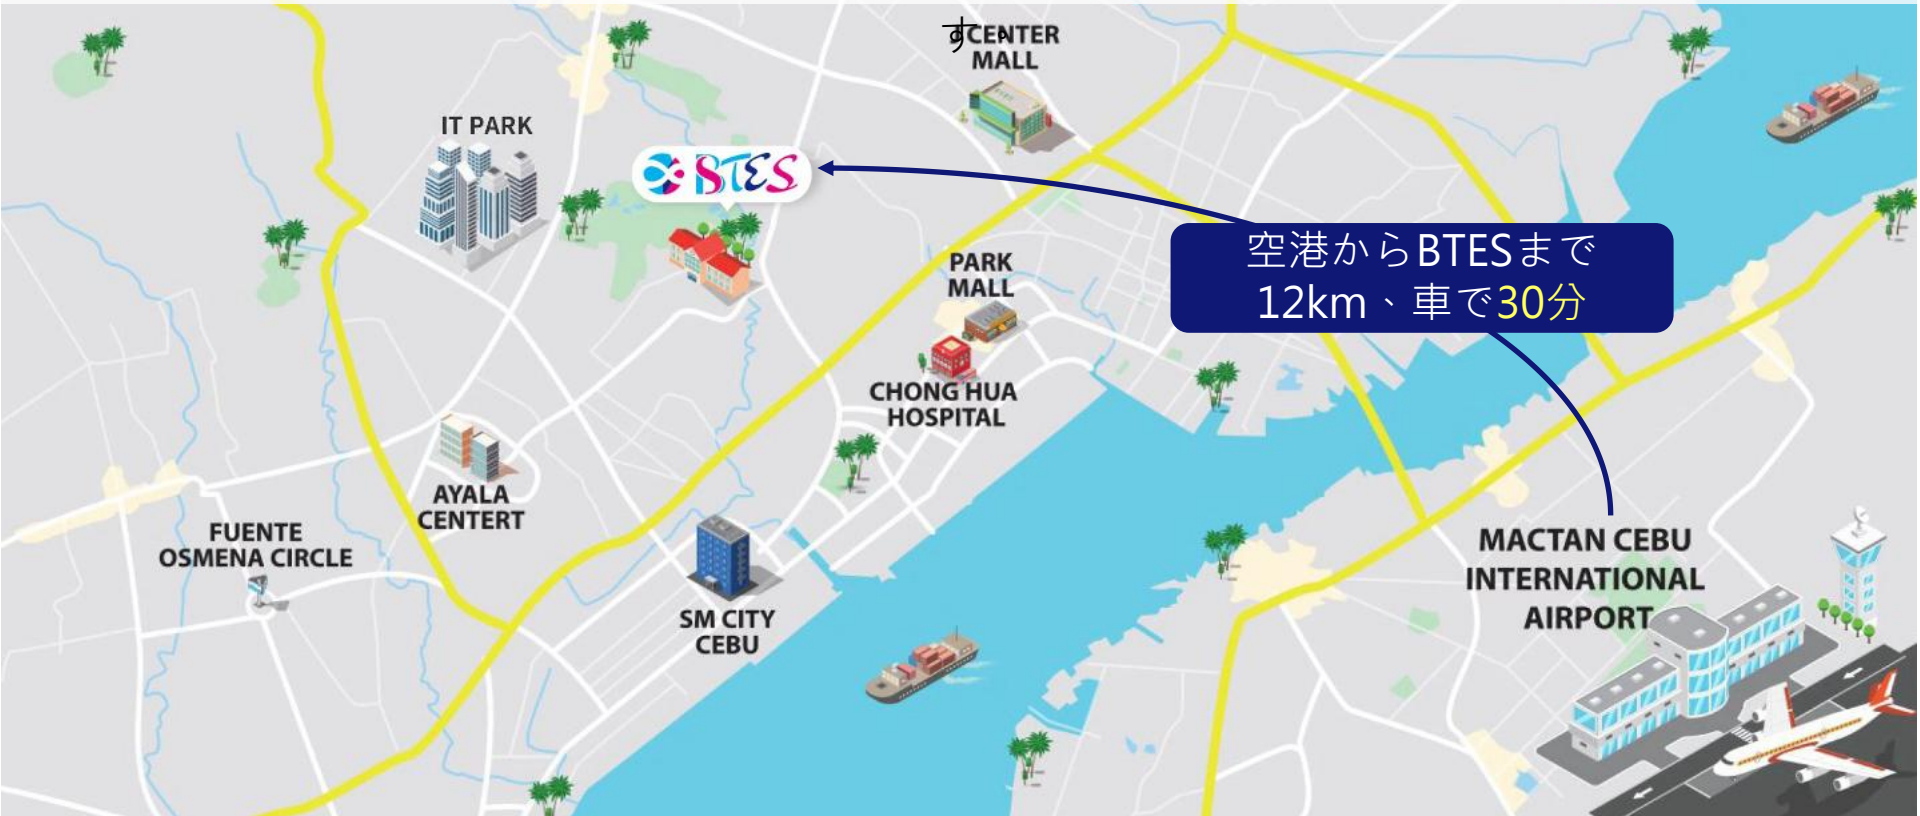 す。
CENTER
MALL
IT PARK
BTES
空港からBTESまで
12km、車で30分
PARK
MALL
CHONG HUA
HOSPITAL
AYALA
CENTERT
FUENTE
OSMENA CIRCLE
SM CITY
CEBU
MACTAN CEBU
INTERNATIONAL
AIRPORT